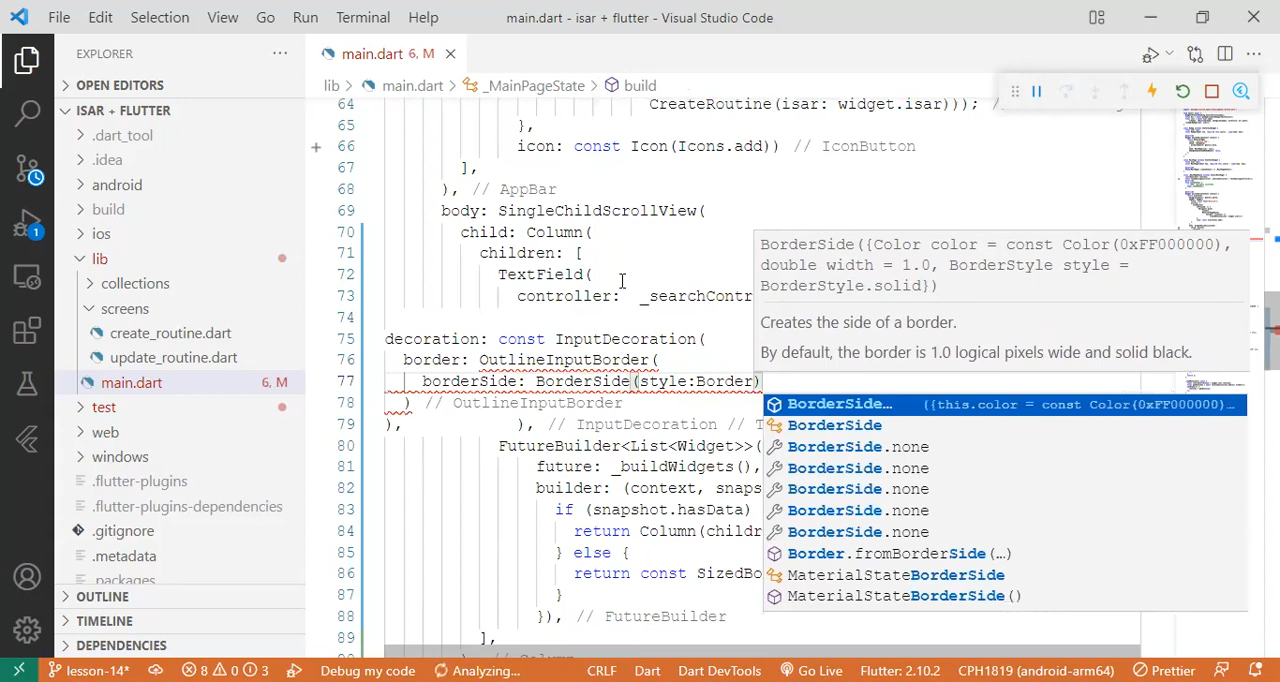 File Edit Selection View Go Run Terminal Help main.dart - isar + flutter - Visual Studio Code
EXPLORER
OPEN EDITORS
ISAR + FLUTTER
.dart_tool
.idea
android
build
ios
lib
collections
screens
create_routine.dart
update_routine.dart
main.dart 6, M
test
web
windows
.flutter-plugins
.flutter-plugins-dependencies
.gitignore
.metadata
.packages
OUTLINE
TIMELINE
DEPENDENCIES
1
main.dart 6, M
lib > main.dart > _MainPageState > build
64 CreateRoutine(isar: widget.isar))); //
65 },
66 icon: const Icon(Icons.add)) // IconButton
67 ],
68 ), // AppBar
69 body: SingleChildScrollView(
70 child: Column(
71 children: [
72 TextField(
73 controller: _searchContr
74
75 decoration: const InputDecoration(
76 border: OutlineInputBorder(
77 borderSide: BorderSide(style:Border)
78 ) // OutlineInputBorder
79 ), ), // InputDecoration // T
80 FutureBuilder<List<Widget>>(
81 future: _buildWidgets(),
82 builder: (context, snaps
83 if (snapshot.hasData)
84 return Column(childr
85 } else {
86 return const SizedBo
87 }
88 }), // FutureBuilder
89 ],
BorderSide({Color color = const Color(0xFF000000),
double width = 1.0, BorderStyle style =
BorderStyle.solid})
Creates the side of a border.
By default, the border is 1.0 logical pixels wide and solid black.
BorderSide… ({this.color = const Color(0xFF000000)…
BorderSide
BorderSide.none
BorderSide.none
BorderSide.none
BorderSide.none
BorderSide.none
Border.fromBorderSide(…)
MaterialStateBorderSide
MaterialStateBorderSide()
lesson-14* 8 0 3 Debug my code Analyzing... CRLF Dart Dart DevTools Go Live Flutter: 2.10.2 CPH1819 (android-arm64) Prettier